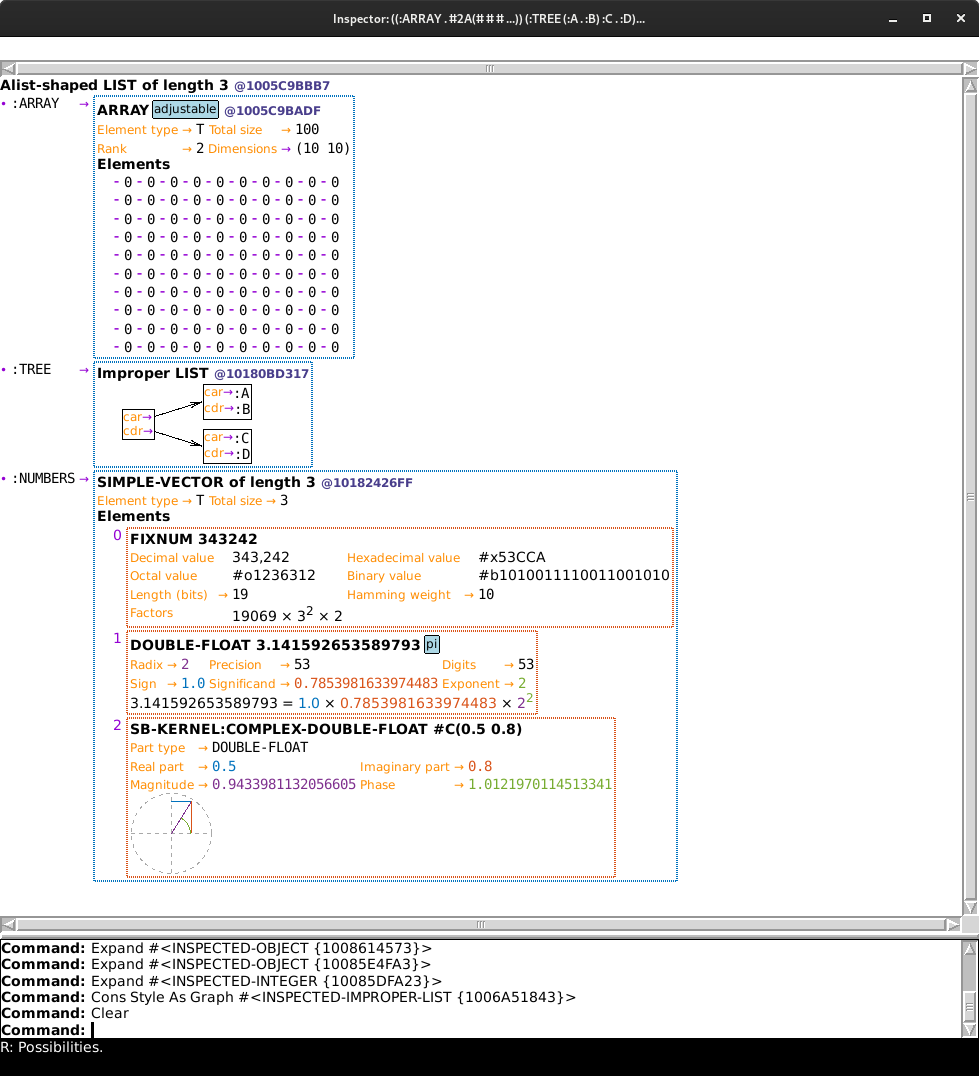 Inspector: ((:ARRAY . #2A(# # # ...)) (:TREE (:A . :B) :C . :D)...
Alist-shaped LIST of length 3 @1005C9BBB7
• :ARRAY → ARRAY adjustable @1005C9BADF
Element type → T Total size → 100
Rank → 2 Dimensions → (10 10)
Elements
- 0 - 0 - 0 - 0 - 0 - 0 - 0 - 0 - 0 - 0
- 0 - 0 - 0 - 0 - 0 - 0 - 0 - 0 - 0 - 0
- 0 - 0 - 0 - 0 - 0 - 0 - 0 - 0 - 0 - 0
- 0 - 0 - 0 - 0 - 0 - 0 - 0 - 0 - 0 - 0
- 0 - 0 - 0 - 0 - 0 - 0 - 0 - 0 - 0 - 0
- 0 - 0 - 0 - 0 - 0 - 0 - 0 - 0 - 0 - 0
- 0 - 0 - 0 - 0 - 0 - 0 - 0 - 0 - 0 - 0
- 0 - 0 - 0 - 0 - 0 - 0 - 0 - 0 - 0 - 0
- 0 - 0 - 0 - 0 - 0 - 0 - 0 - 0 - 0 - 0
- 0 - 0 - 0 - 0 - 0 - 0 - 0 - 0 - 0 - 0
• :TREE → Improper LIST @10180BD317
car→:A
cdr→:B
car→
cdr→
car→:C
cdr→:D
• :NUMBERS → SIMPLE-VECTOR of length 3 @10182426FF
Element type → T Total size → 3
Elements
0 FIXNUM 343242
Decimal value 343,242 Hexadecimal value #x53CCA
Octal value #o1236312 Binary value #b1010011110011001010
Length (bits) → 19 Hamming weight → 10
Factors 19069 × 3² × 2
1 DOUBLE-FLOAT 3.141592653589793 pi
Radix → 2 Precision → 53 Digits → 53
Sign → 1.0 Significand → 0.7853981633974483 Exponent → 2
3.141592653589793 = 1.0 × 0.7853981633974483 × 2²
2 SB-KERNEL:COMPLEX-DOUBLE-FLOAT #C(0.5 0.8)
Part type → DOUBLE-FLOAT
Real part → 0.5 Imaginary part → 0.8
Magnitude → 0.9433981132056605 Phase → 1.0121970114513341
Command: Expand #<INSPECTED-OBJECT {1008614573}>
Command: Expand #<INSPECTED-OBJECT {10085E4FA3}>
Command: Expand #<INSPECTED-INTEGER {10085DFA23}>
Command: Cons Style As Graph #<INSPECTED-IMPROPER-LIST {1006A51843}>
Command: Clear
Command:
R: Possibilities.